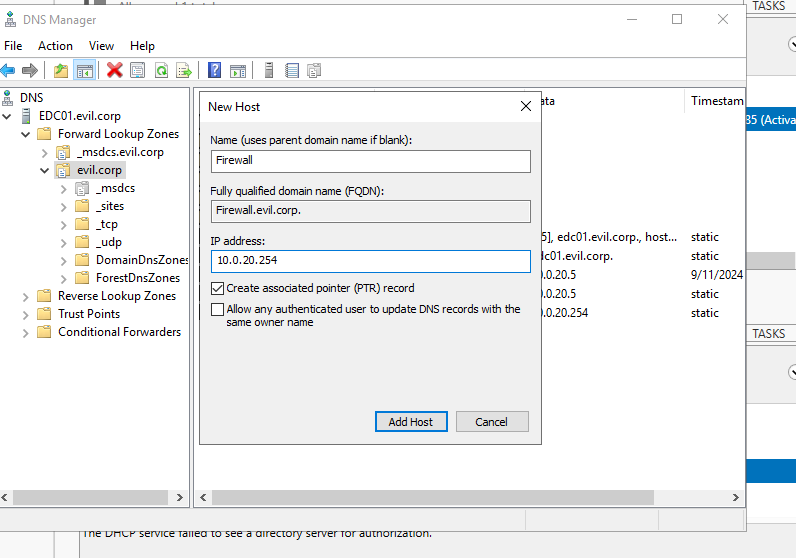 TASKS
DNS Manager
File Action View Help
DNS
EDC01.evil.corp
Forward Lookup Zones
_msdcs.evil.corp
evil.corp
_msdcs
_sites
_tcp
_udp
DomainDnsZones
ForestDnsZones
Reverse Lookup Zones
Trust Points
Conditional Forwarders
New Host
Name (uses parent domain name if blank):
Firewall
Fully qualified domain name (FQDN):
Firewall.evil.corp.
IP address:
10.0.20.254
Create associated pointer (PTR) record
Allow any authenticated user to update DNS records with the
same owner name
Add Host Cancel
ata Timestam
5], edc01.evil.corp., host... static
dc01.evil.corp. static
.0.20.5 9/11/2024
.0.20.5 static
.0.20.254 static
35 (Activa
TASKS
The DHCP service failed to see a directory server for authorization.